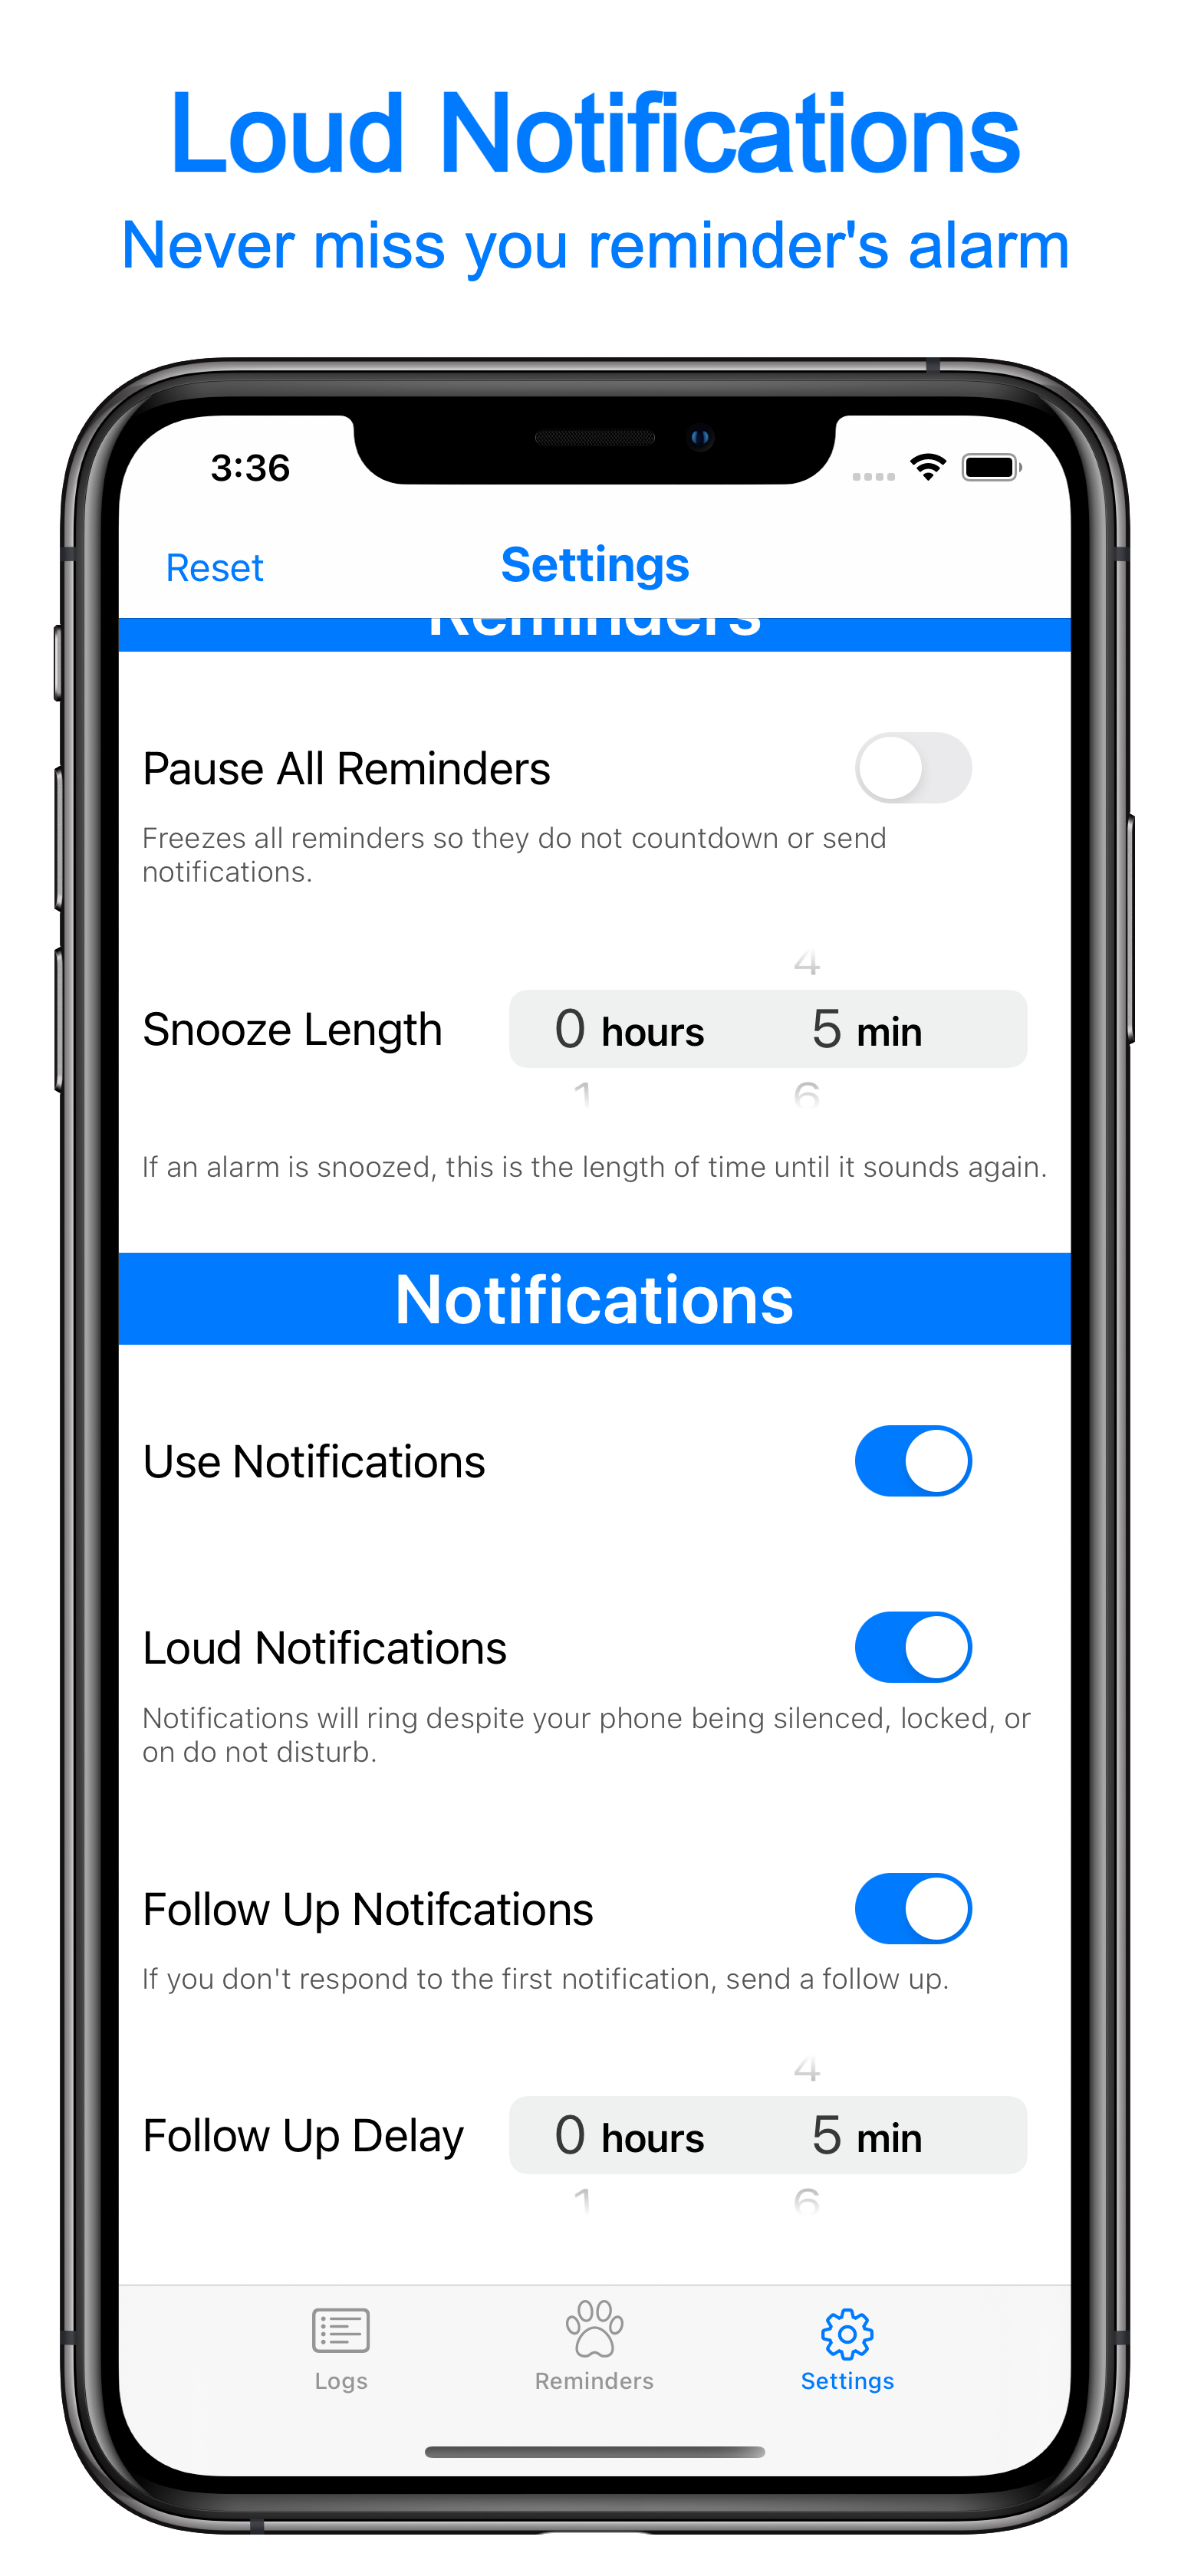 Loud Notifications
Never miss you reminder's alarm
3:36
Reset
Settings
Reminders
Pause All Reminders
Freezes all reminders so they do not countdown or send
notifications.
4
Snooze Length
0 hours 5 min
1 6
If an alarm is snoozed, this is the length of time until it sounds again.
Notifications
Use Notifications
Loud Notifications
Notifications will ring despite your phone being silenced, locked, or
on do not disturb.
Follow Up Notifcations
If you don't respond to the first notification, send a follow up.
4
Follow Up Delay
0 hours 5 min
1 6
Logs
Reminders
Settings